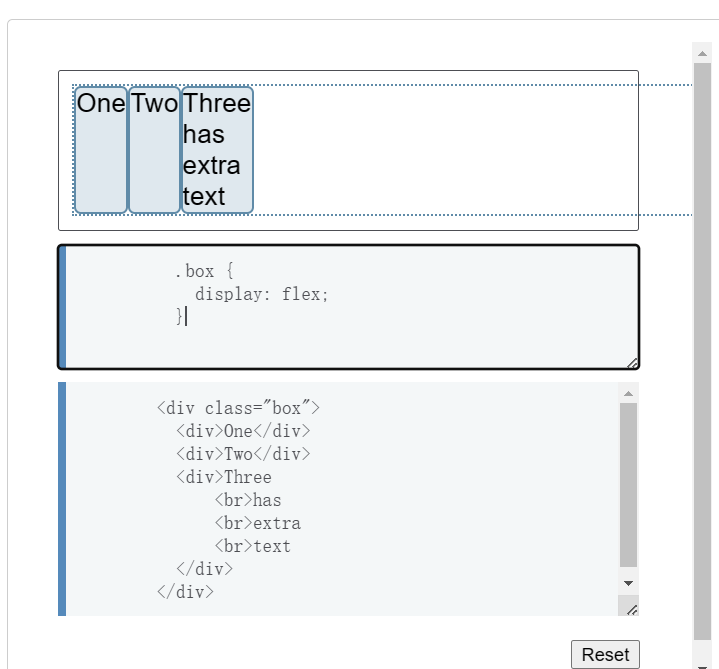 One Two Three
has
extra
text
.box {
display: flex;
}
<div class="box">
<div>One</div>
<div>Two</div>
<div>Three
<br>has
<br>extra
<br>text
</div>
</div>
Reset